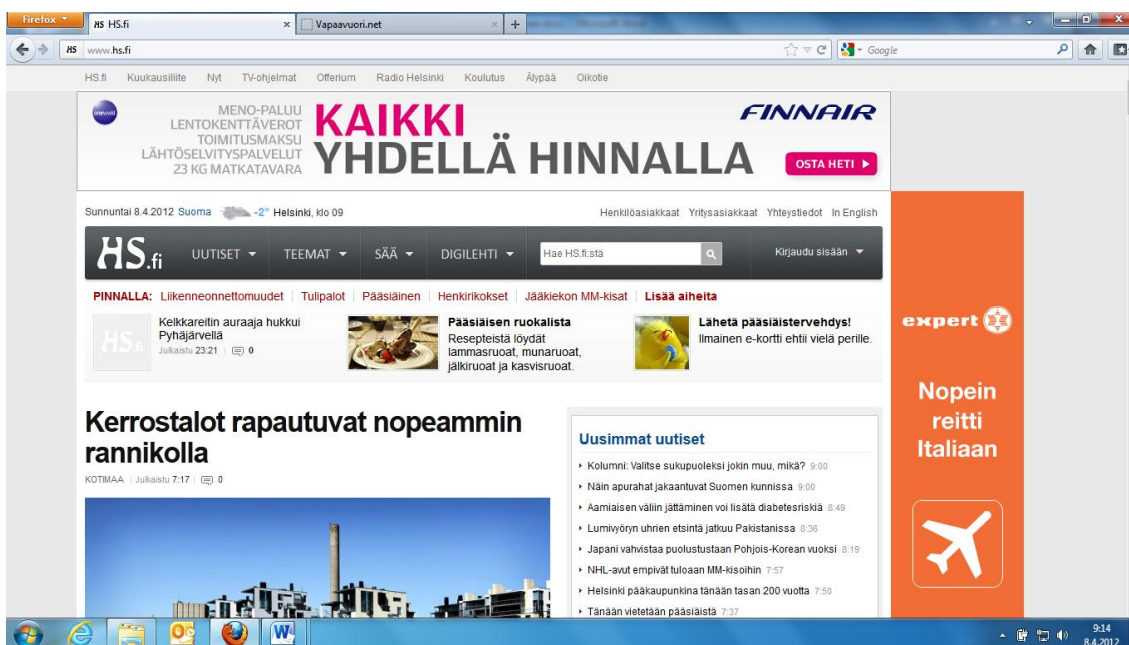 Firefox
HS HS.fi
Vapaavuori.net
HS www.hs.fi
Google
HS.fi Kuukausiliite Nyt TV-ohjelmat Offerium Radio Helsinki Koulutus Älypää Oikotie
oneworld
MENO-PALUU
LENTOKENTTÄVEROT
TOIMITUSMAKSU
LÄHTÖSELVITYSPALVELUT
23 KG MATKATAVARA
KAIKKI
YHDELLÄ HINNALLA
FINNAIR
OSTA HETI
Sunnuntai 8.4.2012 Suoma -2° Helsinki, klo 09
Henkilöasiakkaat Yritysasiakkaat Yhteystiedot In English
HS.fi UUTISET TEEMAT SÄÄ DIGILEHTI Hae HS.fi:stä Kirjaudu sisään
PINNALLA: Liikenneonnettomuudet Tulipalot Pääsiäinen Henkirikokset Jääkiekon MM-kisat Lisää aiheita
HS.fi
Kelkkareitin auraaja hukkui
Pyhäjärvellä
Julkaistu 23:21 0
Pääsiäisen ruokalista
Resepteistä löydät
lammasruoat, munaruoat,
jälkiruoat ja kasvisruoat.
Lähetä pääsiäistervehdys!
Ilmainen e-kortti ehtii vielä perille.
expert
Nopein
reitti
Italiaan
Kerrostalot rapautuvat nopeammin
rannikolla
KOTIMAA Julkaistu 7:17 0
Uusimmat uutiset
Kolumni: Valitse sukupuoleksi jokin muu, mikä? 9:00
Näin apurahat jakaantuvat Suomen kunnissa 9:00
Aamiaisen väliin jättäminen voi lisätä diabetesriskiä 8:49
Lumivyöryn uhrien etsintä jatkuu Pakistanissa 8:36
Japani vahvistaa puolustustaan Pohjois-Korean vuoksi 8:19
NHL-avut empivät tuloaan MM-kisoihin 7:57
Helsinki pääkaupunkina tänään tasan 200 vuotta 7:50
Tänään vietetään pääsiäistä 7:37
9:14
8.4.2012